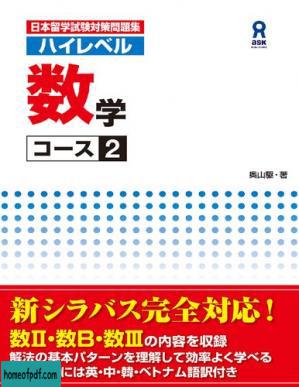 日本留学試験対策問題集
ask
ハイレベル
数学
コース2
奥山駆・著
新シラバス完全対応!
数Ⅱ・数B・数Ⅲの内容を収録
解法の基本パターンを理解して効率よく学べる
には英・中・韓・ベトナム語訳付き
homeofpdf.com